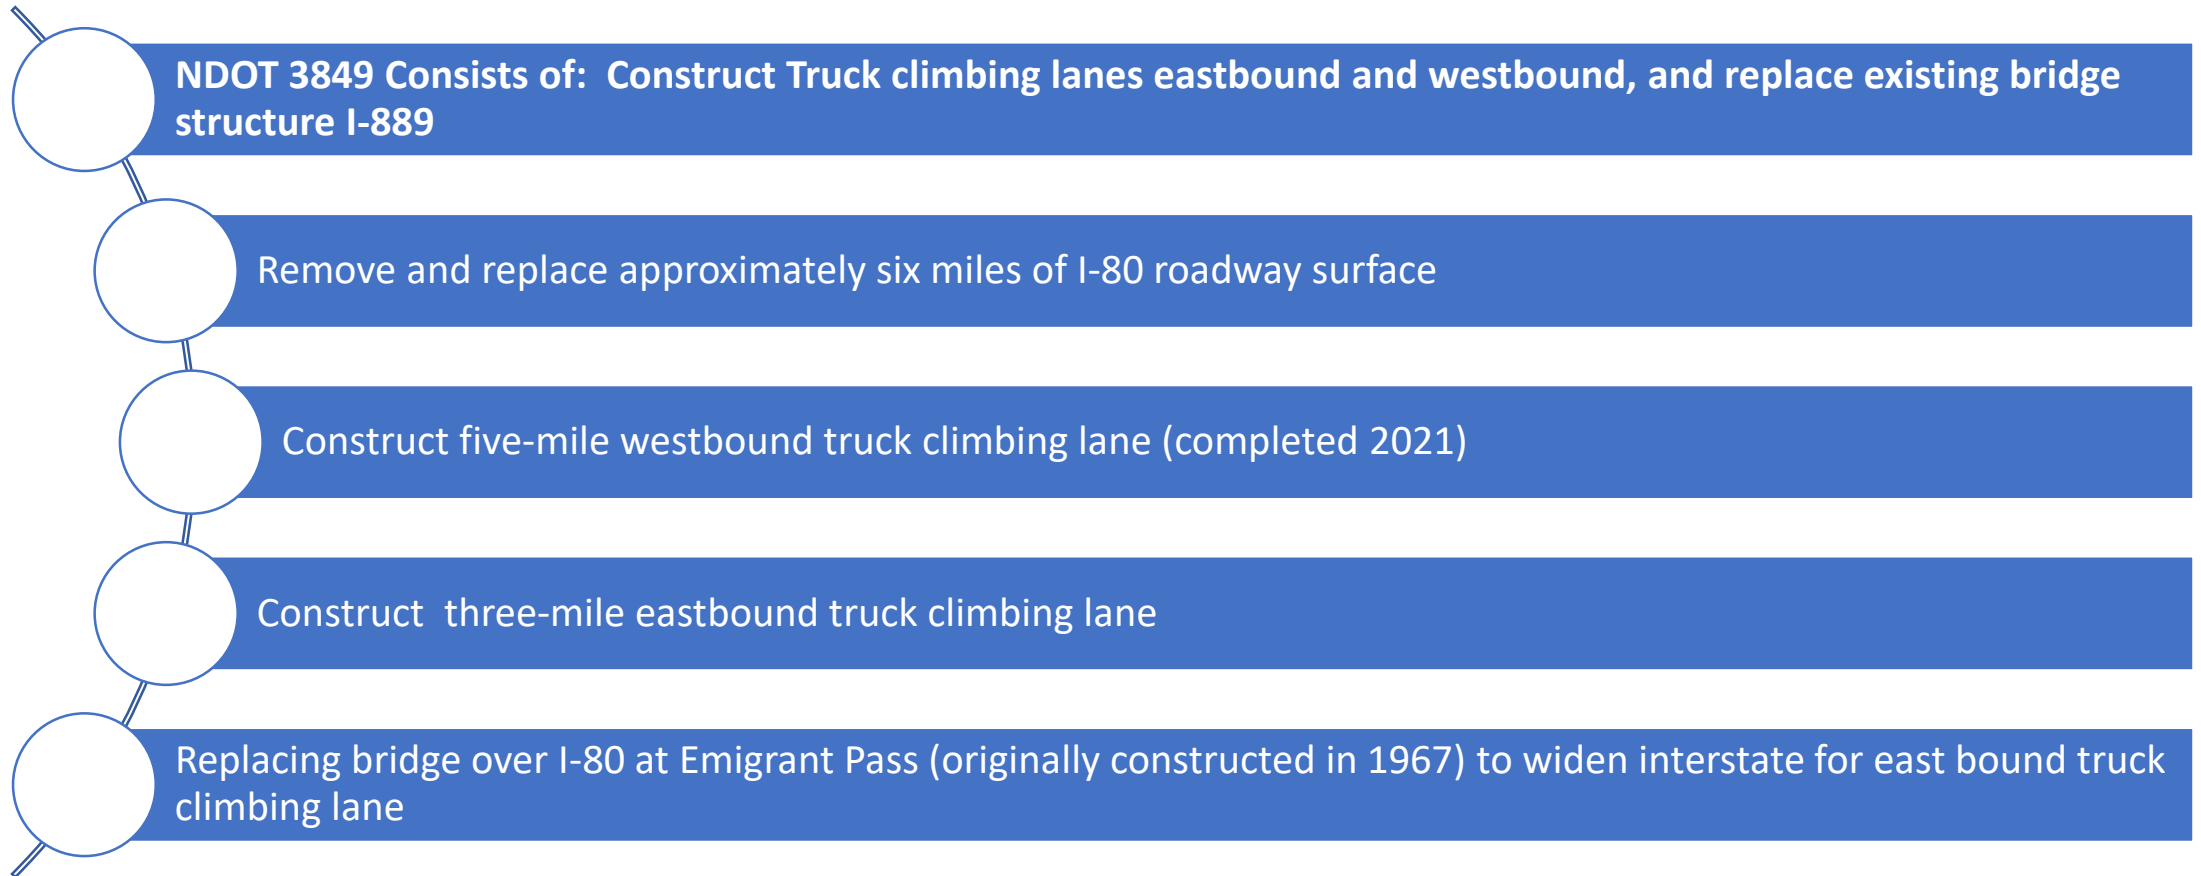 NDOT 3849 Consists of:  Construct Truck climbing lanes eastbound and westbound, and replace existing bridge
structure I-889
Remove and replace approximately six miles of I-80 roadway surface
Construct five-mile westbound truck climbing lane (completed 2021)
Construct  three-mile eastbound truck climbing lane
Replacing bridge over I-80 at Emigrant Pass (originally constructed in 1967) to widen interstate for east bound truck
climbing lane